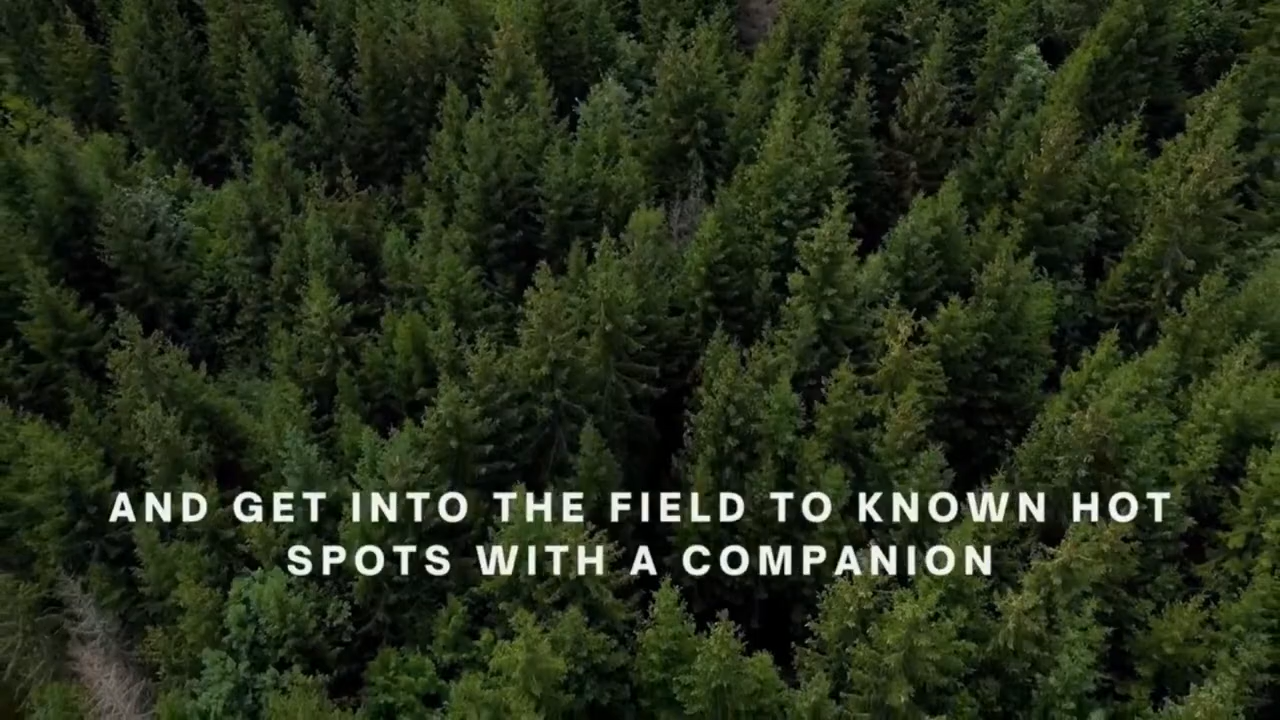 AND GET INTO THE FIELD TO KNOWN HOT
SPOTS WITH A COMPANION